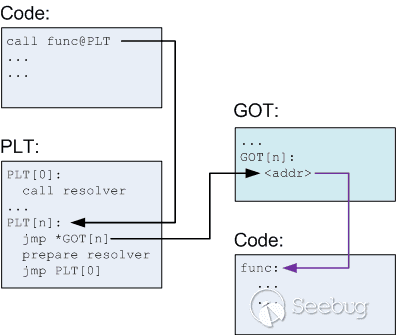 Code:
call func@PLT
...
...
PLT:
PLT[0]:
call resolver
...
PLT[n]:
jmp *GOT[n]
prepare resolver
jmp PLT[0]
GOT:
...
GOT[n]:
<addr>
Code:
func:
...
...
Seebug